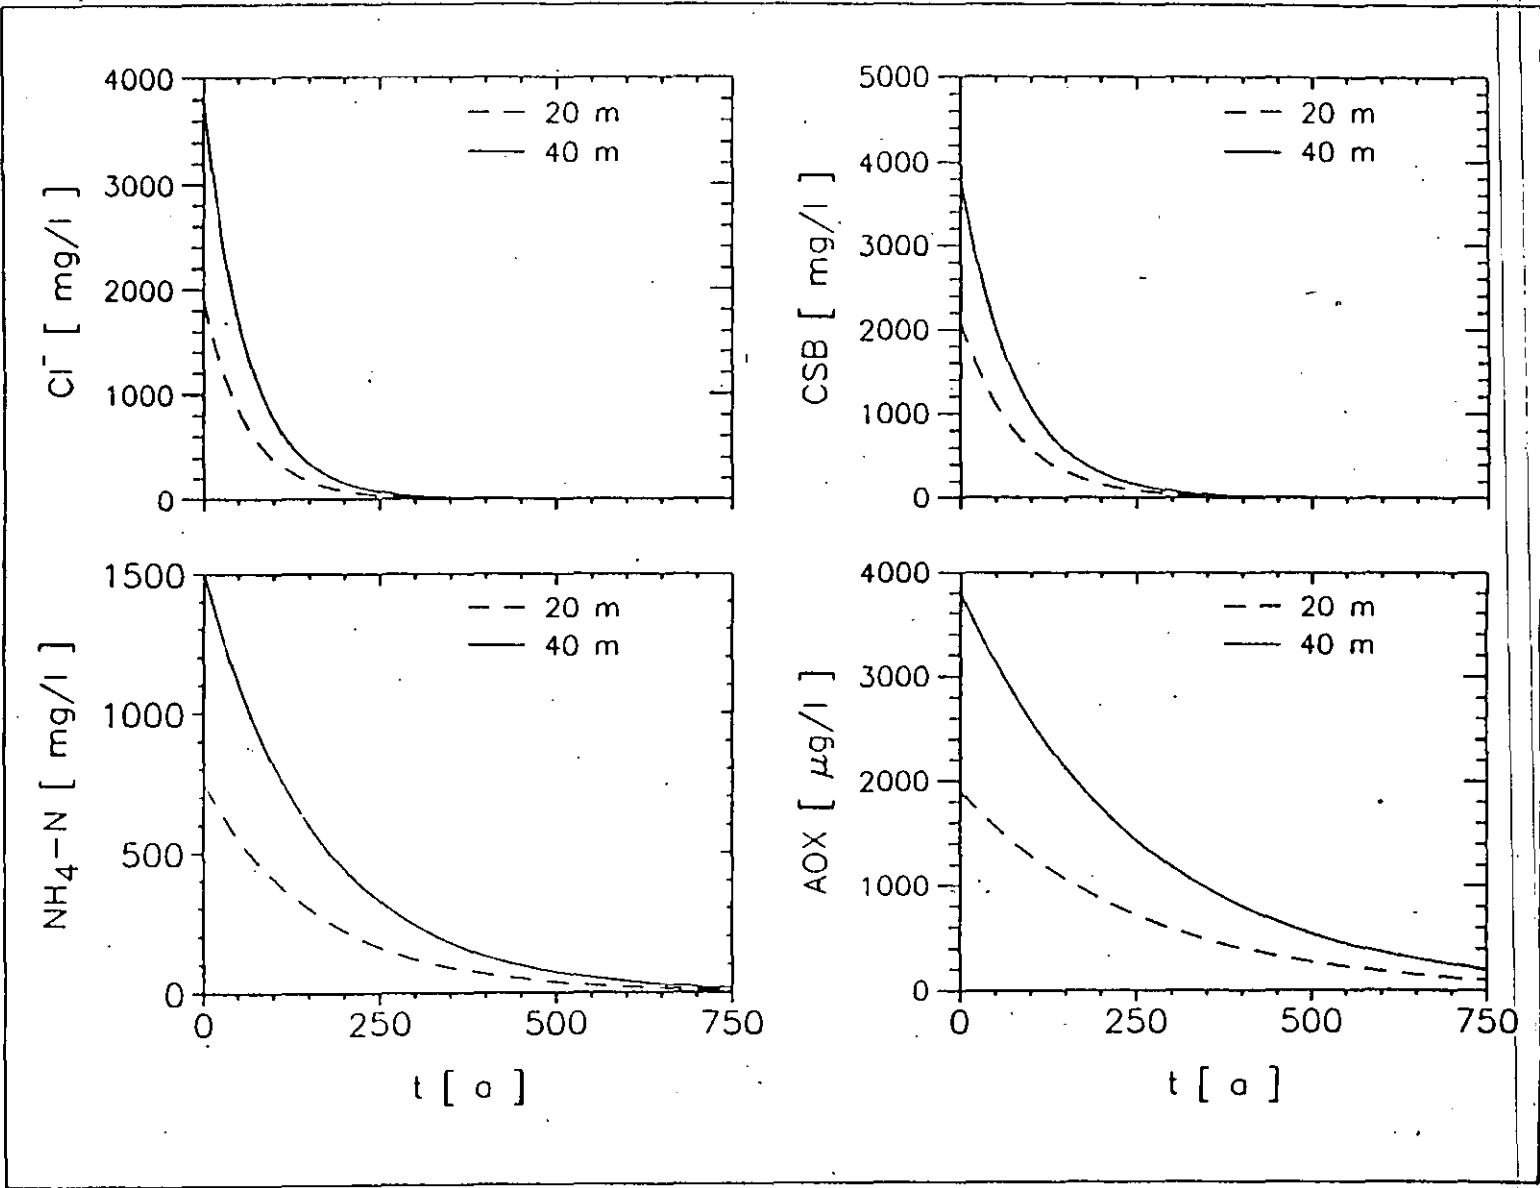 4000
3000
2000
1000
0
Cl⁻ [ mg/l ]
-- 20 m
— 40 m
5000
4000
3000
2000
1000
0
CSB [ mg/l ]
-- 20 m
— 40 m
1500
1000
500
0
NH₄-N [ mg/l ]
-- 20 m
— 40 m
0 250 500 750
t [ a ]
4000
3000
2000
1000
0
AOX [ µg/l ]
-- 20 m
— 40 m
0 250 500 750
t [ a ]